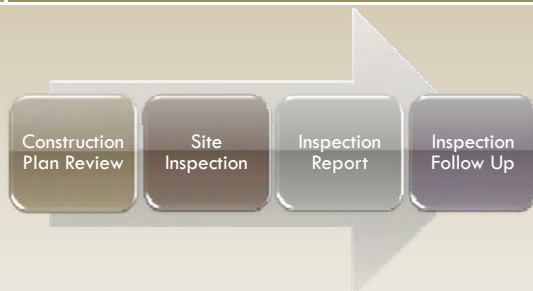 Construction
Plan Review
Site
Inspection
Inspection
Report
Inspection
Follow Up